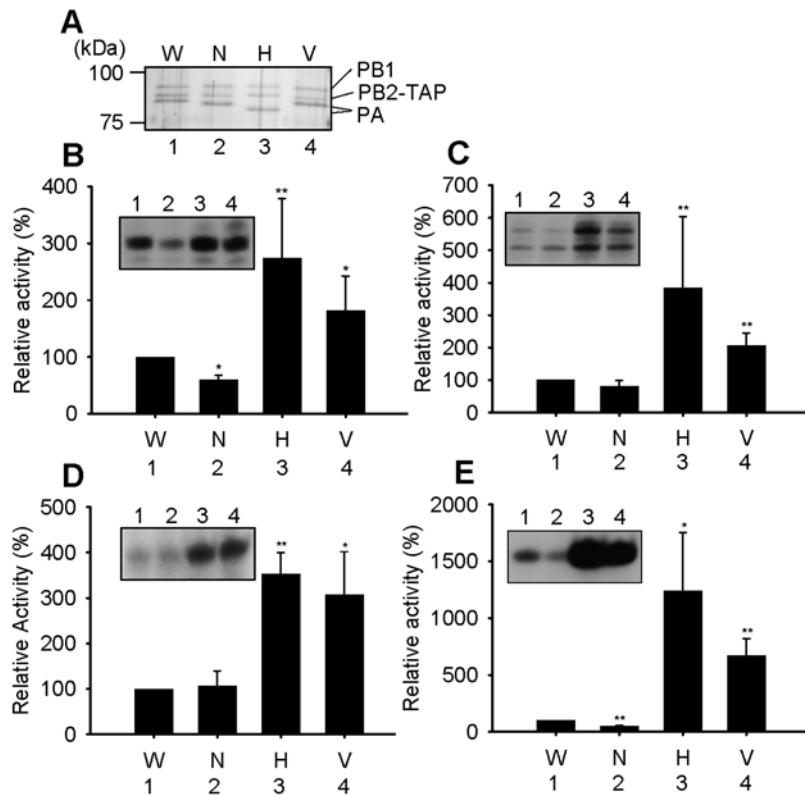 A
(kDa) W N H V
100
75
PB1
PB2-TAP
PA
1 2 3 4
B
Relative activity (%)
400
300
200
100
0
1 2 3 4
*
**
*
W N H V
1 2 3 4
C
Relative activity (%)
700
600
500
400
300
200
100
0
1 2 3 4
**
**
W N H V
1 2 3 4
D
Relative Activity (%)
500
400
300
200
100
0
1 2 3 4
**
*
W N H V
1 2 3 4
E
Relative activity (%)
2000
1500
1000
500
0
1 2 3 4
**
*
**
W N H V
1 2 3 4